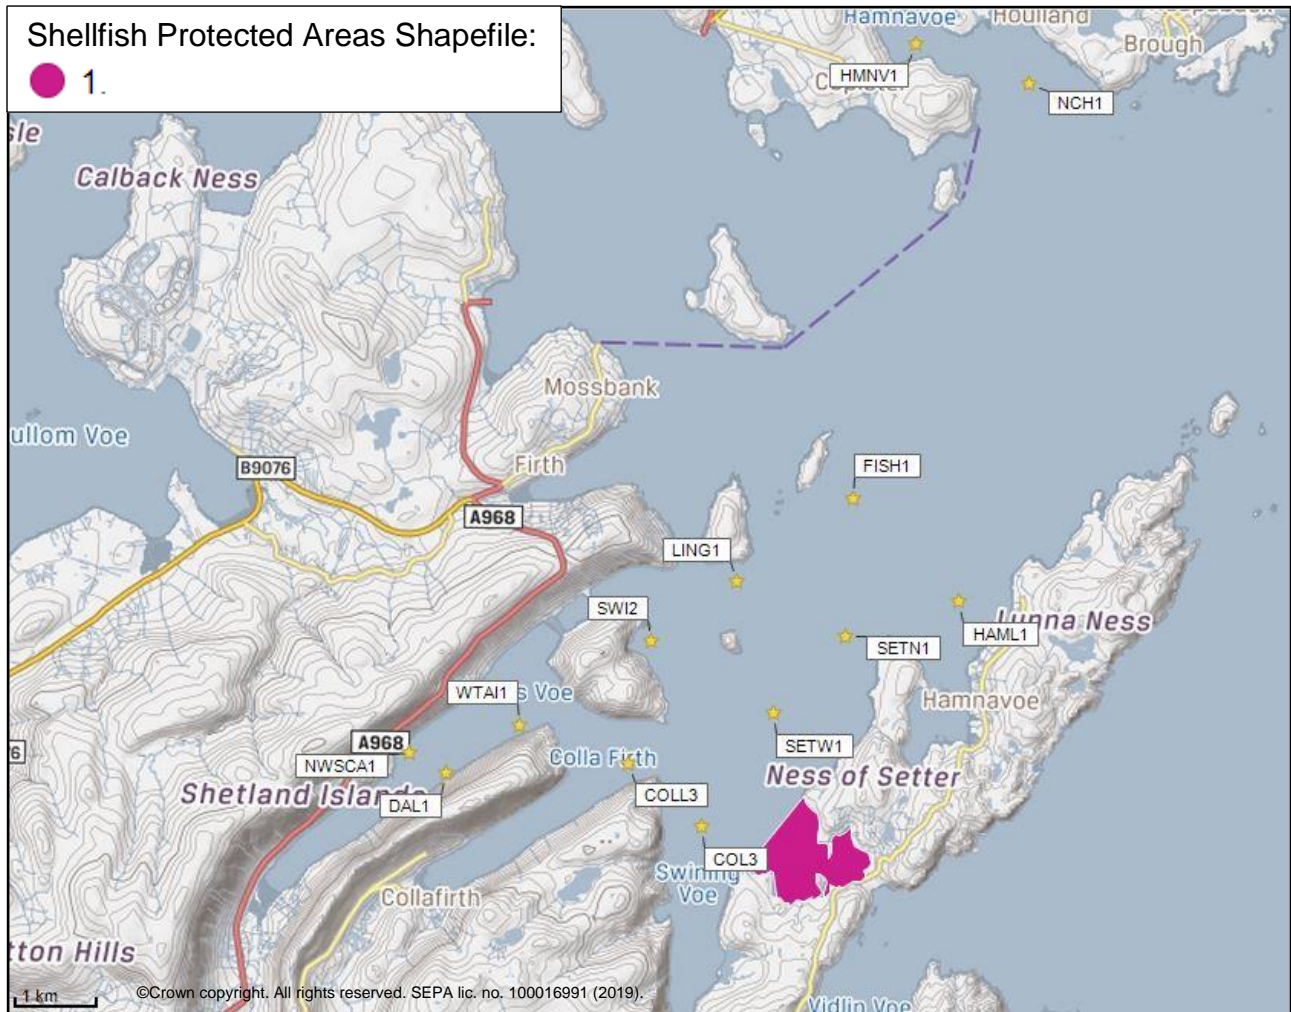 Shellfish Protected Areas Shapefile:
1.
Hamnavoe
Houlland
Brough
HMNV1
NCH1
sle
Calback Ness
Mossbank
ullom Voe
B9076
Firth
FISH1
A968
LING1
SWI2
Lunna Ness
HAML1
SETN1
WTAI1
s Voe
Hamnavoe
A968
SETW1
76
NWSCA1
Colla Firth
Ness of Setter
Shetland Islands
DAL1
COLL3
COL3
Swining
Voe
Collafirth
tton Hills
1 km
©Crown copyright. All rights reserved. SEPA lic. no. 100016991 (2019).
Vidlin Voe